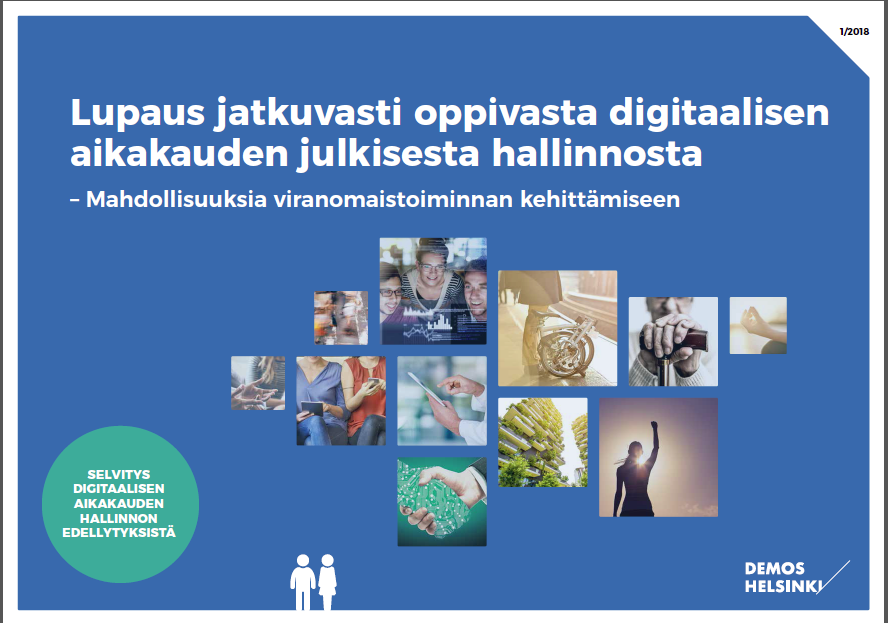 1/2018
Lupaus jatkuvasti oppivasta digitaalisen
aikakauden julkisesta hallinnosta
– Mahdollisuuksia viranomaistoiminnan kehittämiseen
SELVITYS
DIGITAALISEN
AIKAKAUDEN
HALLINNON
EDELLYTYKSISTÄ
DEMOS
HELSINKI